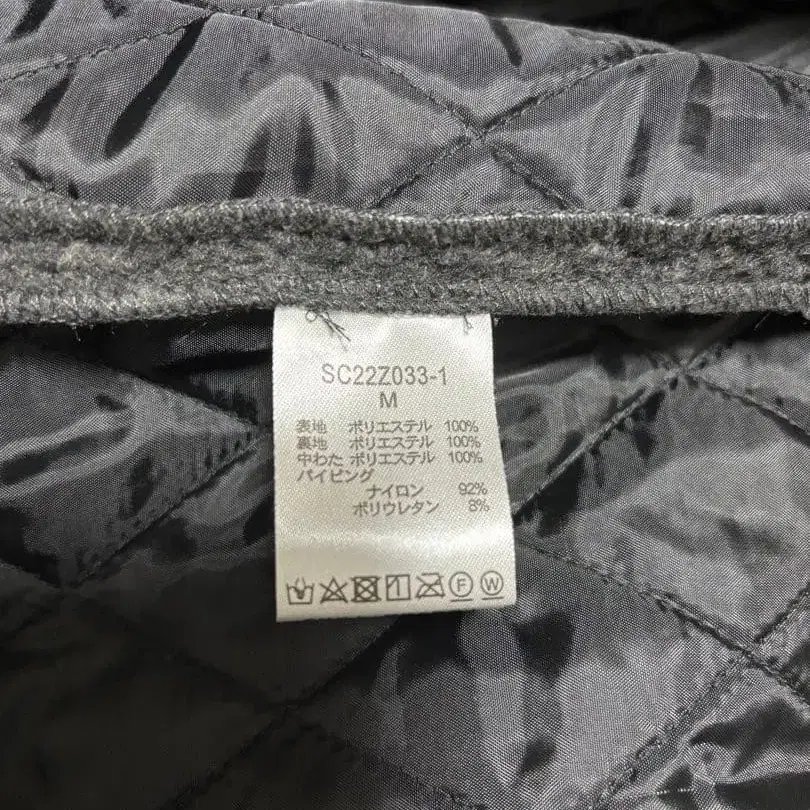 SC22Z033-1
M
表地 ポリエステル 100%
裏地 ポリエステル 100%
中わた ポリエステル 100%
パイピング
ナイロン 92%
ポリウレタン 8%
F W